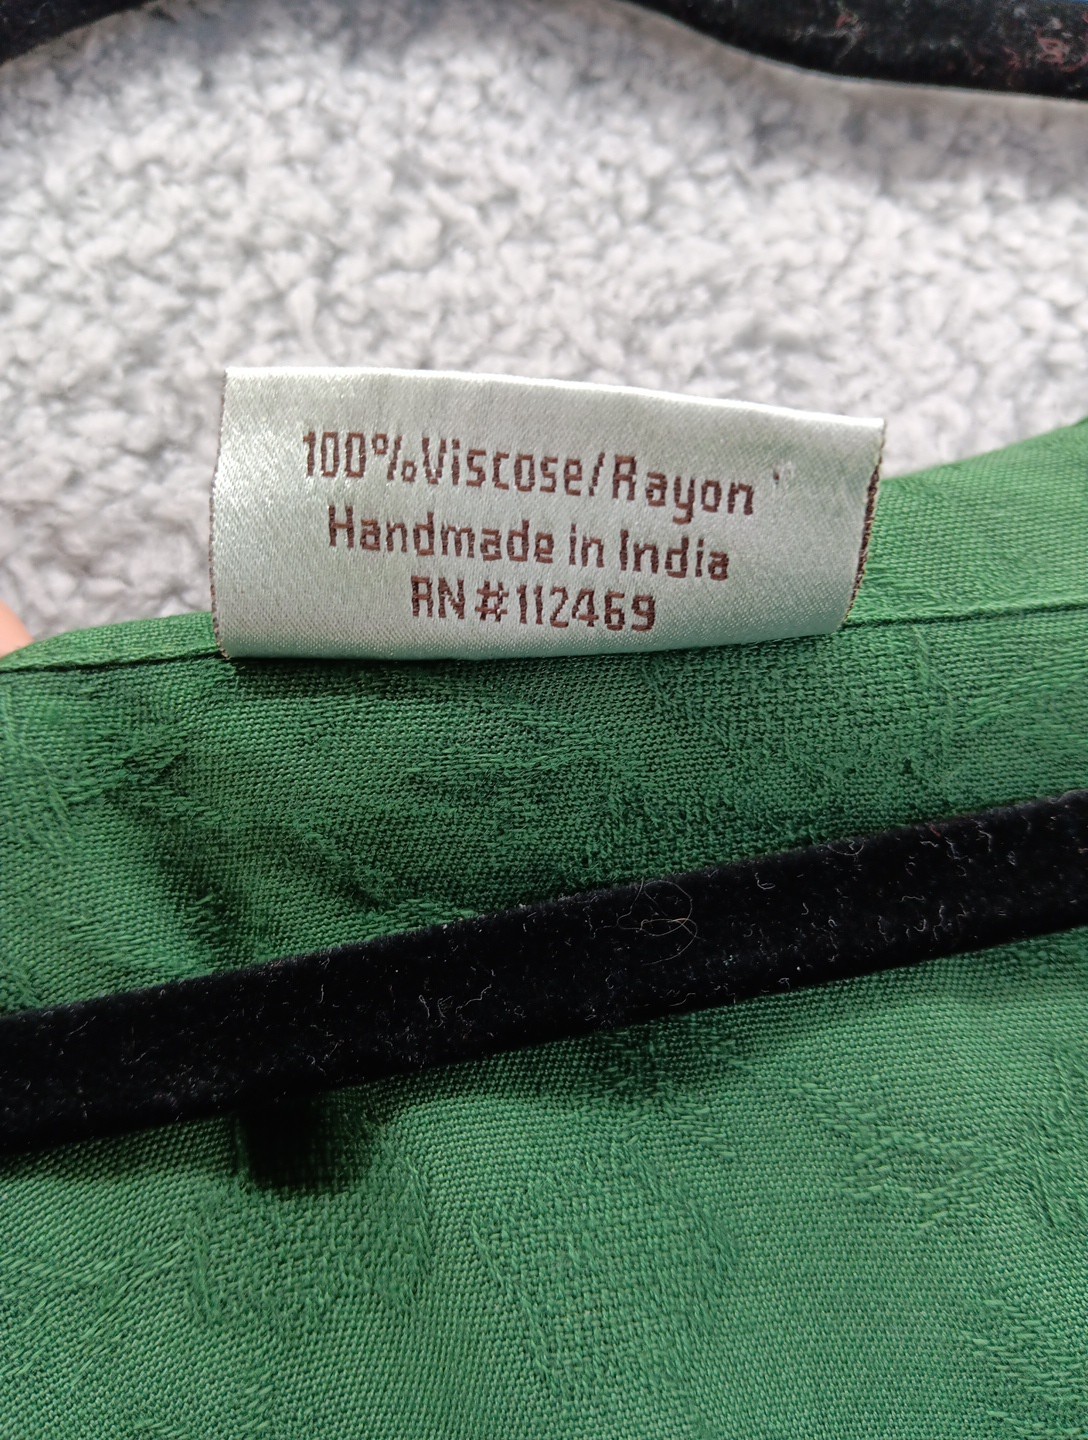 100% Viscose/Rayon
Handmade in India
RN#112469